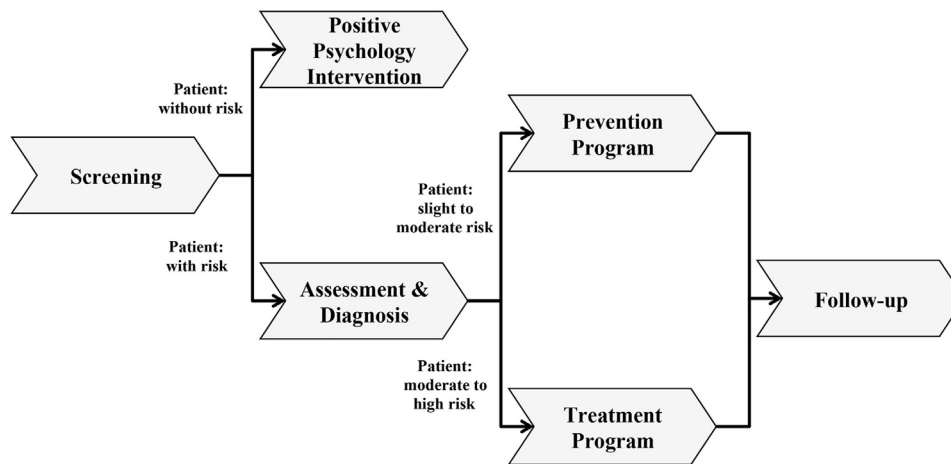 Positive
Psychology
Intervention
Patient:
without risk
Screening
Patient:
with risk
Assessment &
Diagnosis
Prevention
Program
Patient:
slight to
moderate risk
Patient:
moderate to
high risk
Treatment
Program
Follow-up